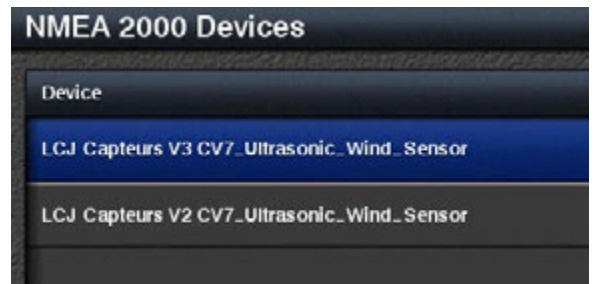 NMEA 2000 Devices
Device
LCJ Capteurs V3 CV7_Ultrasonic_Wind_Sensor
LCJ Capteurs V2 CV7_Ultrasonic_Wind_Sensor